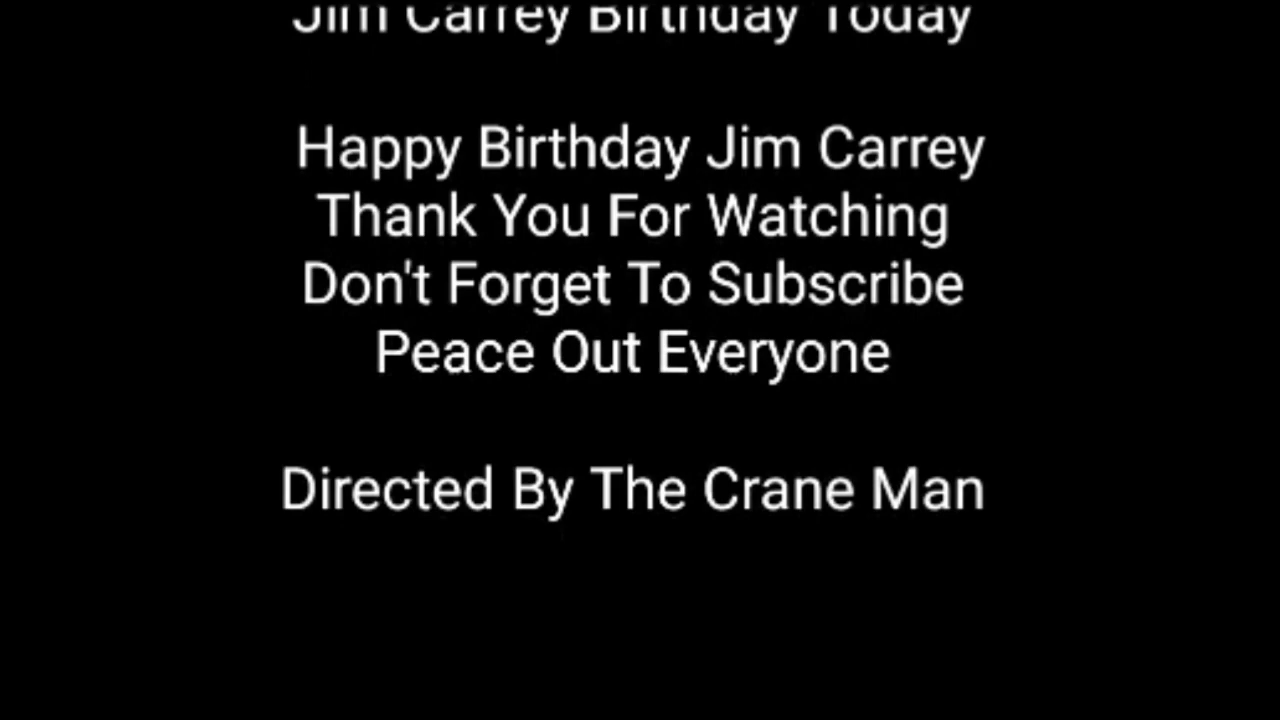 Jim Carrey Birthday Today
Happy Birthday Jim Carrey
Thank You For Watching
Don't Forget To Subscribe
Peace Out Everyone
Directed By The Crane Man